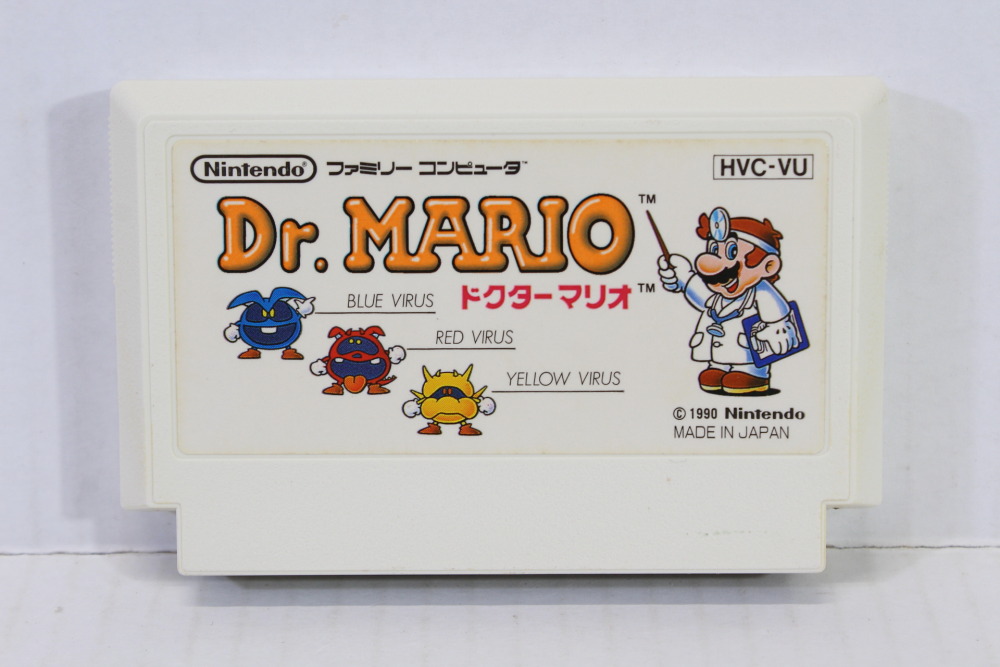 Nintendo® ファミリー コンピュータ™ HVC-VU
Dr. MARIO™
ドクターマリオ™
BLUE VIRUS
RED VIRUS
YELLOW VIRUS
© 1990 Nintendo
MADE IN JAPAN